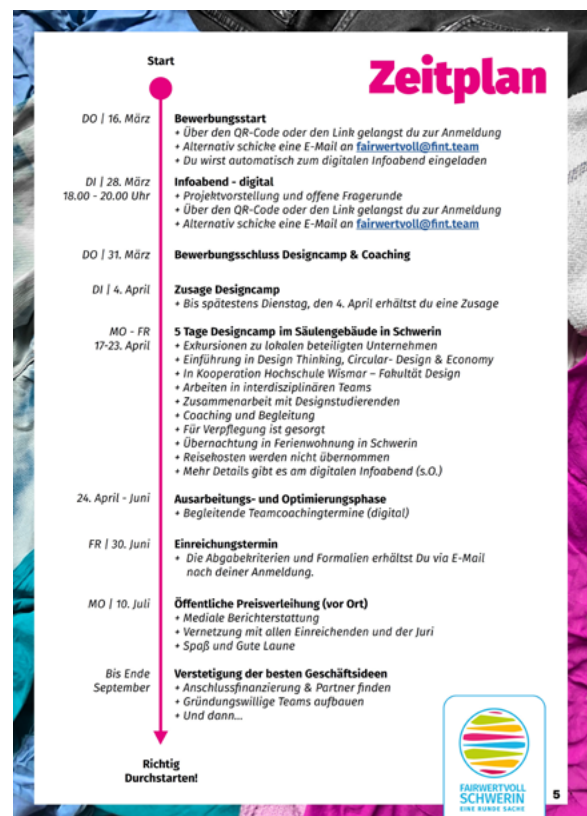 Zeitplan
Start
DO | 16. März
Bewerbungsstart
+ Über den QR-Code oder den Link gelangst du zur Anmeldung
+ Alternativ schicke eine E-Mail an fairwertvoll@fint.team
+ Du wirst automatisch zum digitalen Infoabend eingeladen
DI | 28. März
18.00 - 20.00 Uhr
Infoabend - digital
+ Projektvorstellung und offene Fragerunde
+ Über den QR-Code oder den Link gelangst du zur Anmeldung
+ Alternativ schicke eine E-Mail an fairwertvoll@fint.team
DO | 31. März
Bewerbungsschluss Designcamp & Coaching
DI | 4. April
Zusage Designcamp
+ Bis spätestens Dienstag, den 4. April erhältst du eine Zusage
MO - FR
17-23. April
5 Tage Designcamp im Säulengebäude in Schwerin
+ Exkursionen zu lokalen beteiligten Unternehmen
+ Einführung in Design Thinking, Circular- Design & Economy
+ In Kooperation Hochschule Wismar – Fakultät Design
+ Arbeiten in interdisziplinären Teams
+ Zusammenarbeit mit Designstudierenden
+ Coaching und Begleitung
+ Für Verpflegung ist gesorgt
+ Übernachtung in Ferienwohnung in Schwerin
+ Reisekosten werden nicht übernommen
+ Mehr Details gibt es am digitalen Infoabend (s.O.)
24. April - Juni
Ausarbeitungs- und Optimierungsphase
+ Begleitende Teamcoachingtermine (digital)
FR | 30. Juni
Einreichungstermin
+ Die Abgabekriterien und Formalien erhältst Du via E-Mail
nach deiner Anmeldung.
MO | 10. Juli
Öffentliche Preisverleihung (vor Ort)
+ Mediale Berichterstattung
+ Vernetzung mit allen Einreichenden und der Juri
+ Spaß und Gute Laune
Bis Ende
September
Verstetigung der besten Geschäftsideen
+ Anschlussfinanzierung & Partner finden
+ Gründungswillige Teams aufbauen
+ Und dann...
Richtig
Durchstarten!
FAIRWERTVOLL
SCHWERIN
EINE RUNDE SACHE
5